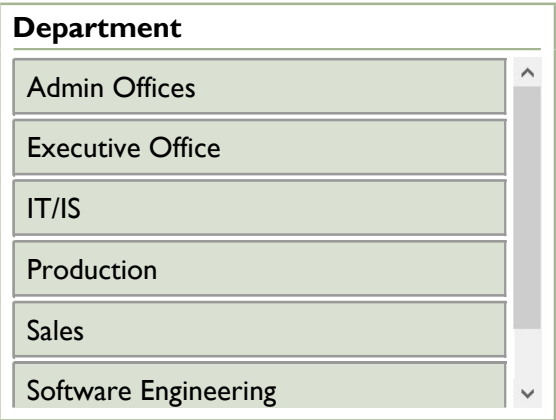 Department
Admin Offices
Executive Office
IT/IS
Production
Sales
Software Engineering